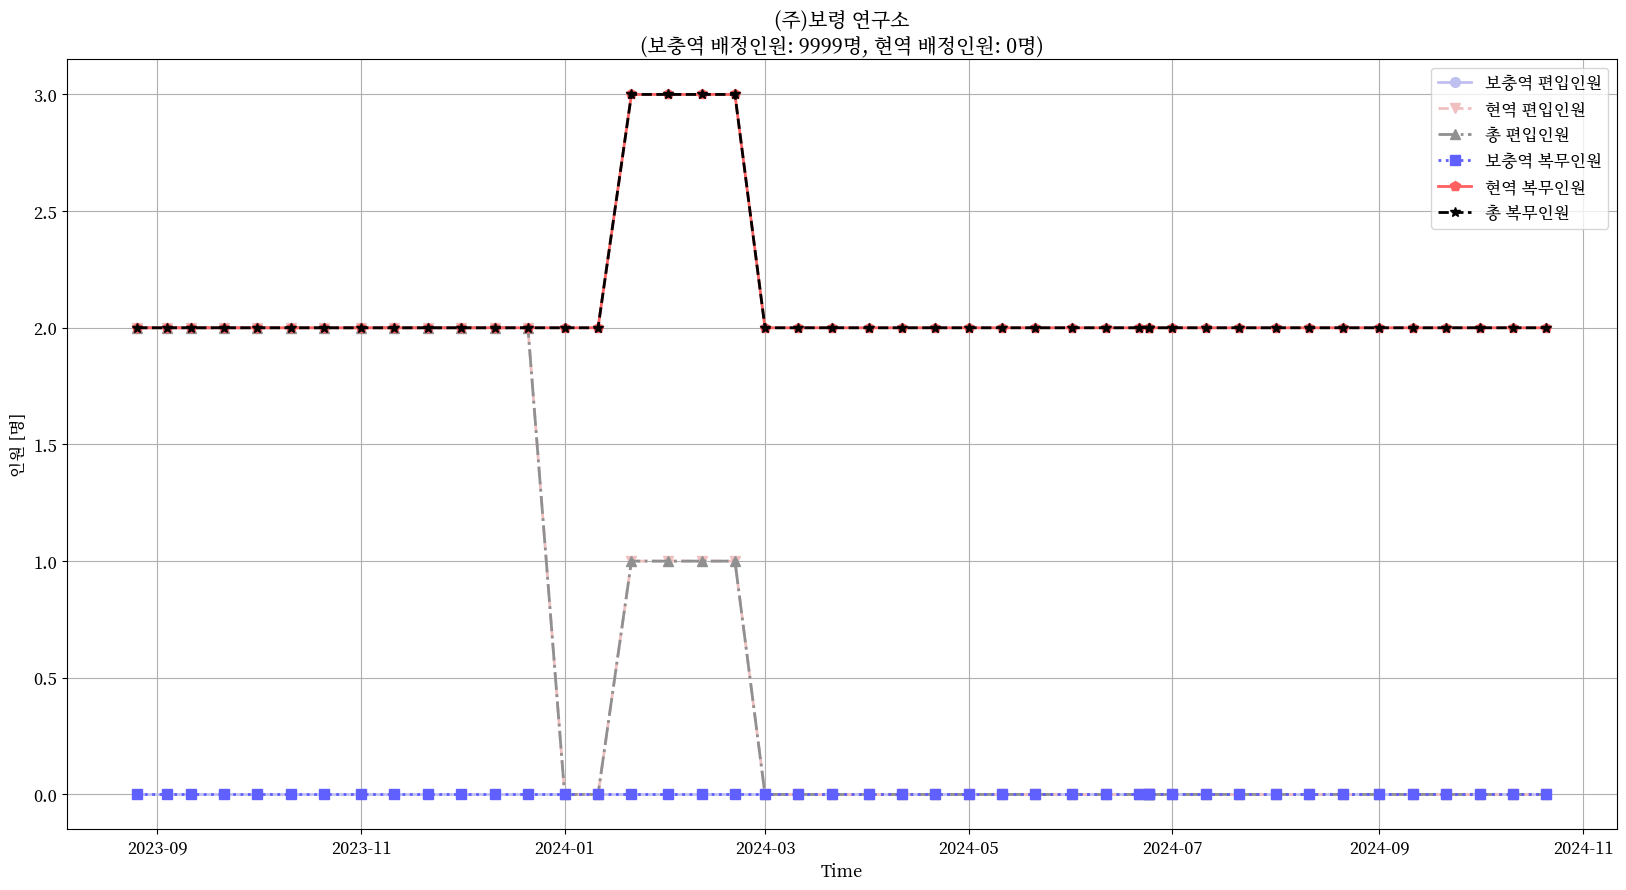 (주)보령 연구소
(보충역 배정인원: 9999명, 현역 배정인원: 0명)
보충역 편입인원
현역 편입인원
총 편입인원
보충역 복무인원
현역 복무인원
총 복무인원
인원 [명]
3.0
2.5
2.0
1.5
1.0
0.5
0.0
2023-09 2023-11 2024-01 2024-03 2024-05 2024-07 2024-09 2024-11
Time